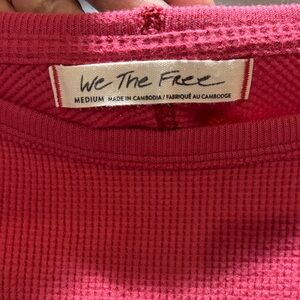 We The Free
MEDIUM MADE IN CAMBODIA / FABRIQUÉ AU CAMBODGE